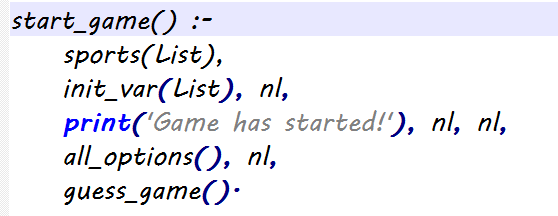 start_game() :-
sports(List),
init_var(List), nl,
print('Game has started!'), nl, nl,
all_options(), nl,
guess_game().